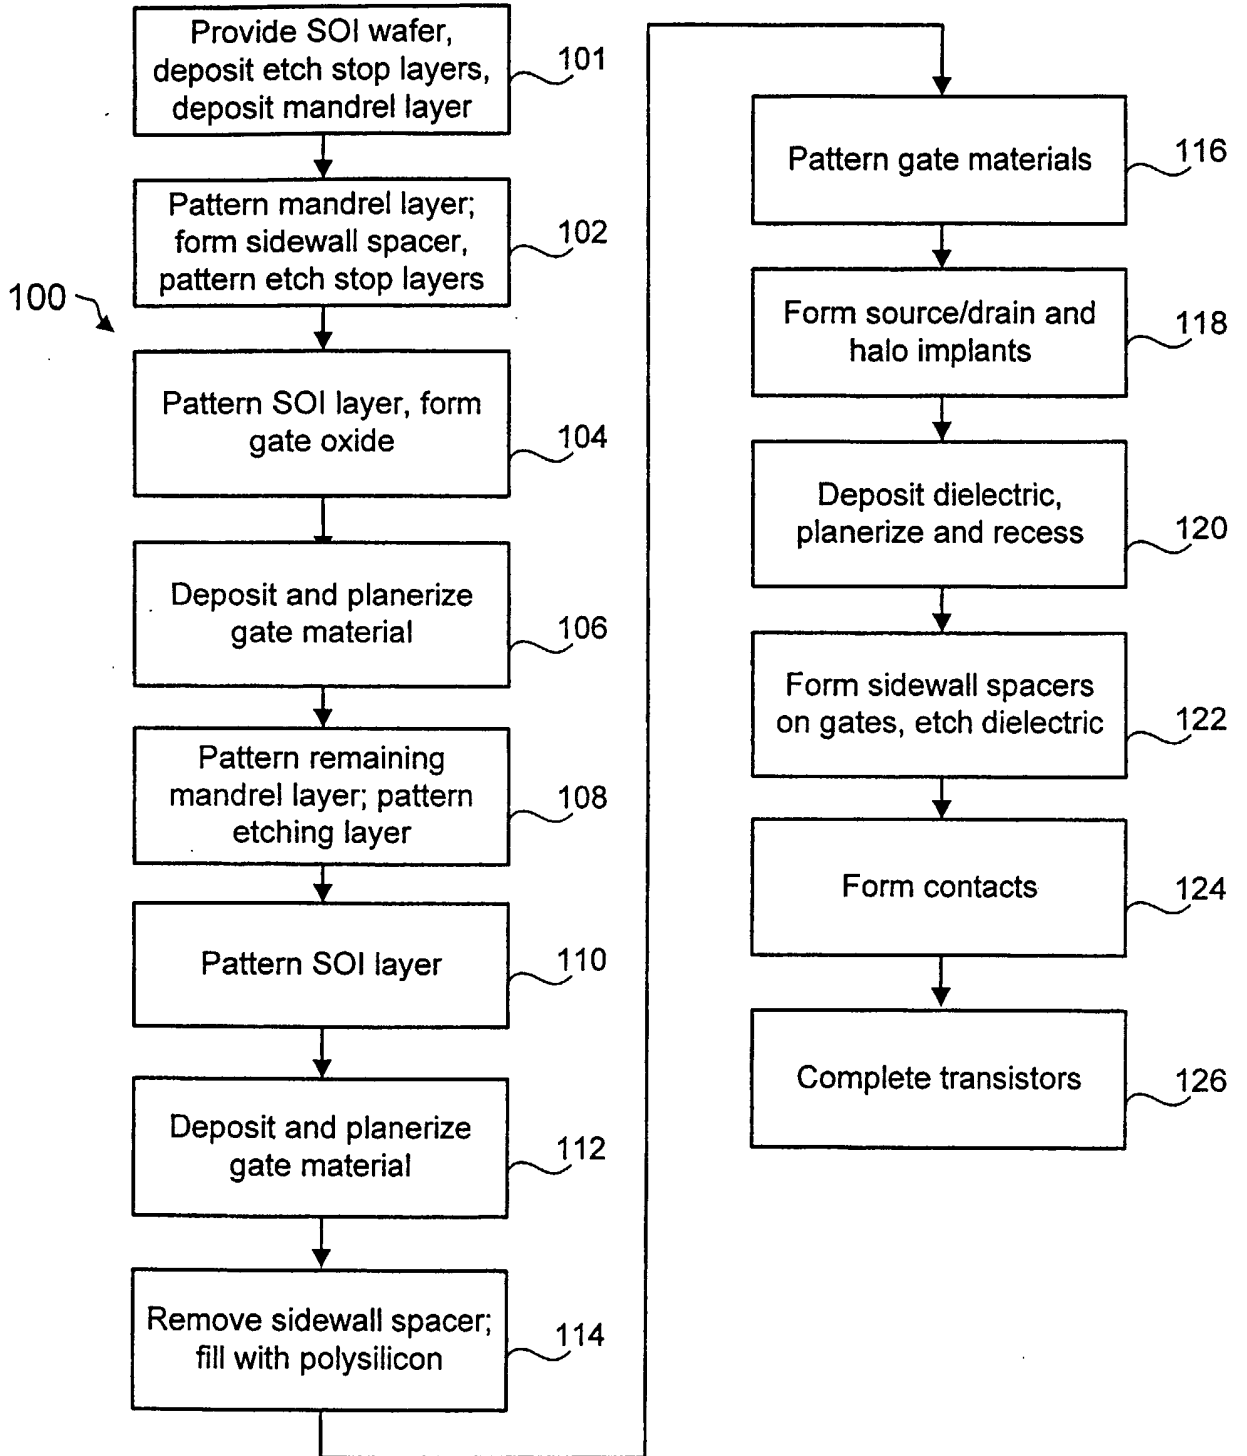 Provide SOI wafer,
deposit etch stop layers,
deposit mandrel layer
101
Pattern mandrel layer;
form sidewall spacer,
pattern etch stop layers
102
100
Pattern SOI layer, form
gate oxide
104
Deposit and planerize
gate material
106
Pattern remaining
mandrel layer; pattern
etching layer
108
Pattern SOI layer
110
Deposit and planerize
gate material
112
Remove sidewall spacer;
fill with polysilicon
114
Pattern gate materials
116
Form source/drain and
halo implants
118
Deposit dielectric,
planerize and recess
120
Form sidewall spacers
on gates, etch dielectric
122
Form contacts
124
Complete transistors
126